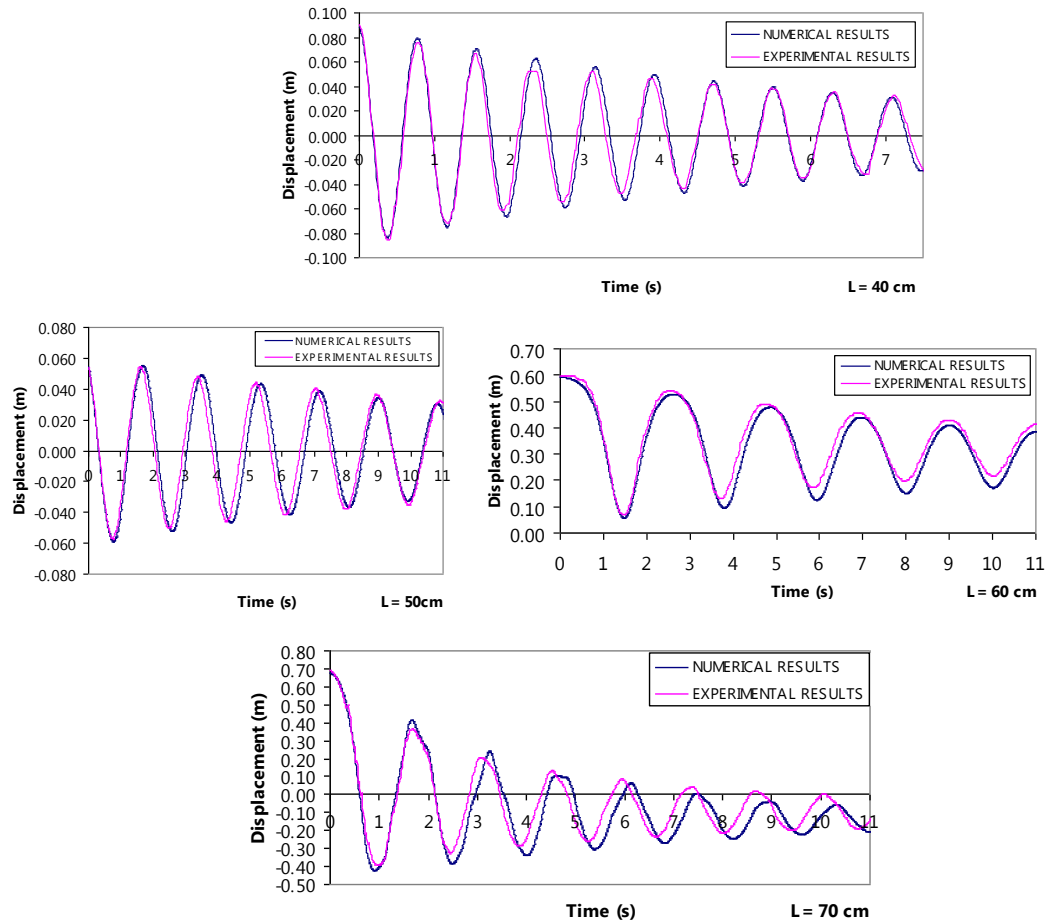 0.100
0.080
0.060
0.040
0.020
0.000
-0.020
-0.040
-0.060
-0.080
-0.100
Displacement (m)
NUMERICAL RESULTS
EXPERIMENTAL RESULTS
0 1 2 3 4 5 6 7
Time (s)
L = 40 cm
0.080
0.060
0.040
0.020
0.000
-0.020
-0.040
-0.060
-0.080
Displacement (m)
NUMERICAL RESULTS
EXPERIMENTAL RESULTS
0 1 2 3 4 5 6 7 8 9 10 11
Time (s)
L = 50cm
0.70
0.60
0.50
0.40
0.30
0.20
0.10
0.00
Displacement (m)
NUMERICAL RESULTS
EXPERIMENTAL RESULTS
0 1 2 3 4 5 6 7 8 9 10 11
Time (s)
L = 60 cm
0.80
0.70
0.60
0.50
0.40
0.30
0.20
0.10
0.00
-0.10
-0.20
-0.30
-0.40
-0.50
Displacement (m)
NUMERICAL RESULTS
EXPERIMENTAL RESULTS
0 1 2 3 4 5 6 7 8 9 10 11
Time (s)
L = 70 cm